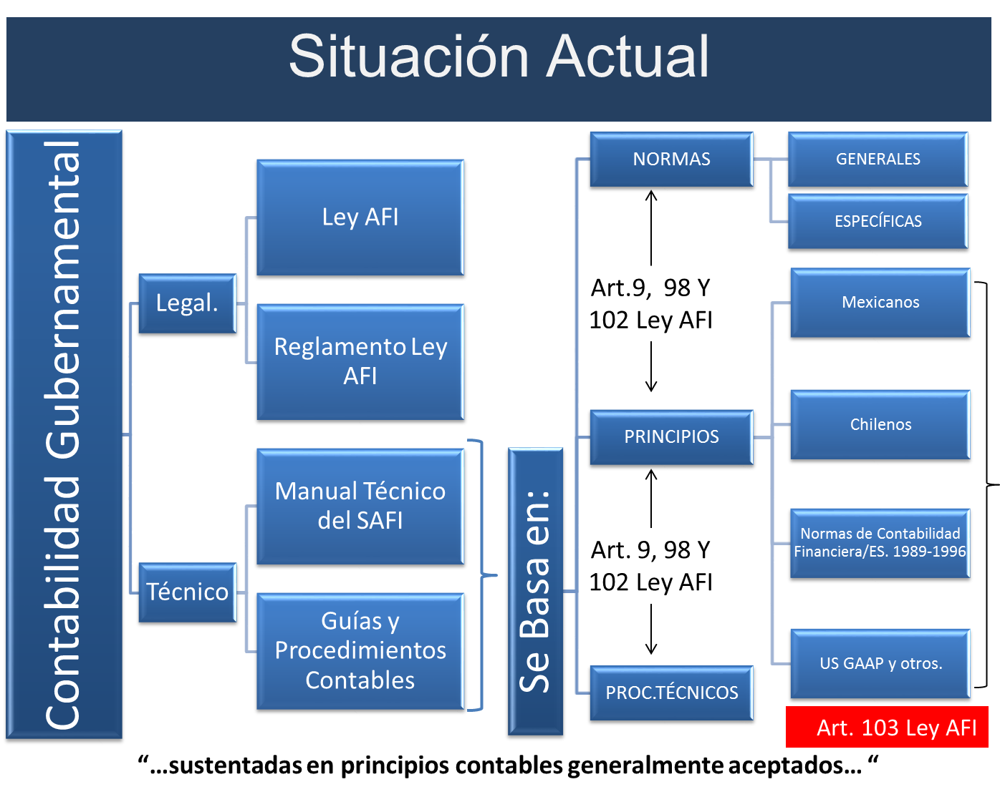 Situación Actual
Contabilidad Gubernamental
Legal.
Ley AFI
Reglamento Ley
AFI
Técnico
Manual Técnico
del SAFI
Guías y
Procedimientos
Contables
Se Basa en:
NORMAS
GENERALES
ESPECÍFICAS
Art.9,  98 Y
102 Ley AFI
PRINCIPIOS
Mexicanos
Chilenos
Normas de Contabilidad
Financiera/ES. 1989-1996
US GAAP y otros.
Art. 9, 98 Y
102 Ley AFI
PROC.TÉCNICOS
Art. 103 Ley AFI
“…sustentadas en principios contables generalmente aceptados… “